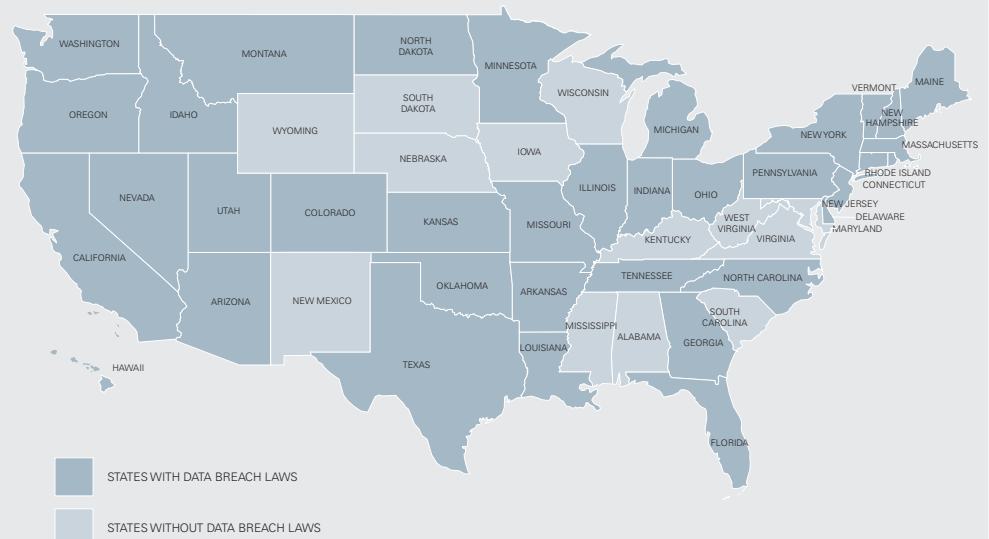 WASHINGTON
MONTANA
NORTH
DAKOTA
MINNESOTA
MAINE
VERMONT
WISCONSIN
SOUTH
DAKOTA
OREGON
IDAHO
NEW
HAMPSHIRE
WYOMING
MICHIGAN
NEW YORK
MASSACHUSETTS
IOWA
NEBRASKA
PENNSYLVANIA
RHODE ISLAND
CONNECTICUT
ILLINOIS
INDIANA
OHIO
NEVADA
UTAH
COLORADO
NEW JERSEY
DELAWARE
MARYLAND
KANSAS
MISSOURI
WEST
VIRGINIA
VIRGINIA
KENTUCKY
CALIFORNIA
TENNESSEE
NORTH CAROLINA
OKLAHOMA
ARKANSAS
ARIZONA
NEW MEXICO
SOUTH
CAROLINA
MISSISSIPPI
ALABAMA
GEORGIA
LOUISIANA
TEXAS
HAWAII
FLORIDA
STATES WITH DATA BREACH LAWS
STATES WITHOUT DATA BREACH LAWS